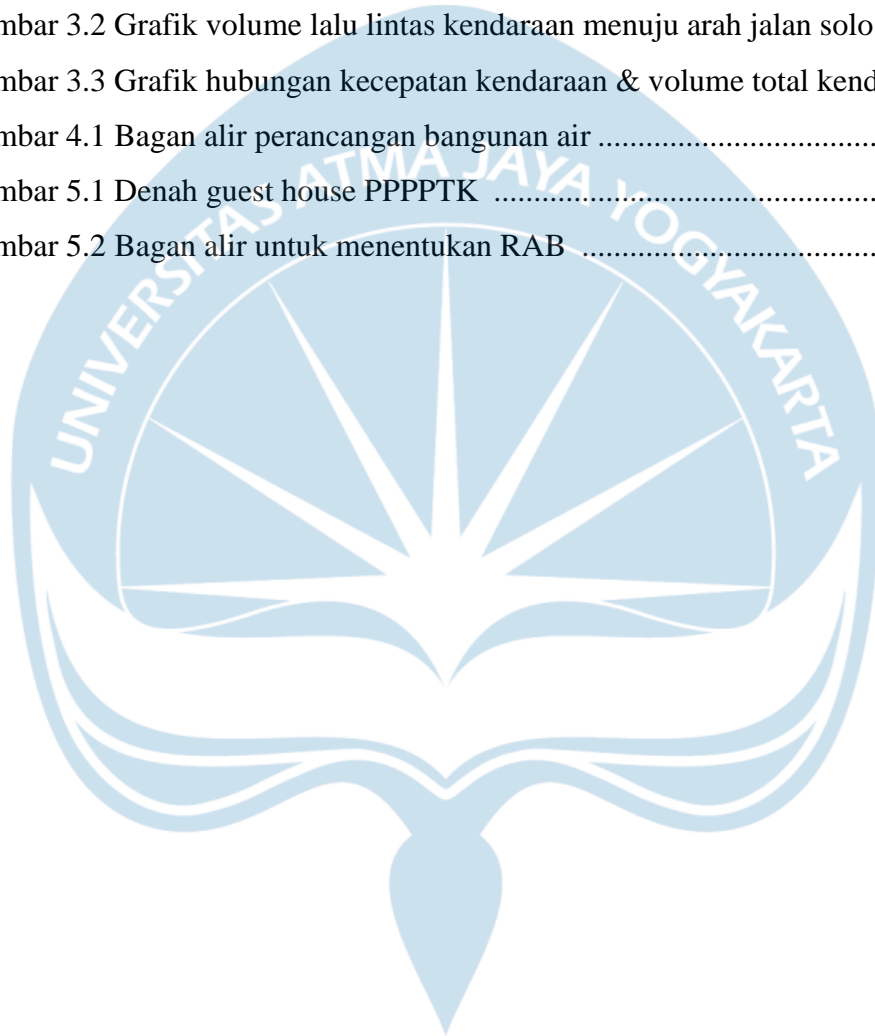 mbar 3.2 Grafik volume lalu lintas kendaraan menuju arah jalan solo
mbar 3.3 Grafik hubungan kecepatan kendaraan & volume total kend
mbar 4.1 Bagan alir perancangan bangunan air ...................................
mbar 5.1 Denah guest house PPPPTK ................................................
mbar 5.2 Bagan alir untuk menentukan RAB .....................................
UNIVERSITAS ATMA JAYA YOGYAKARTA